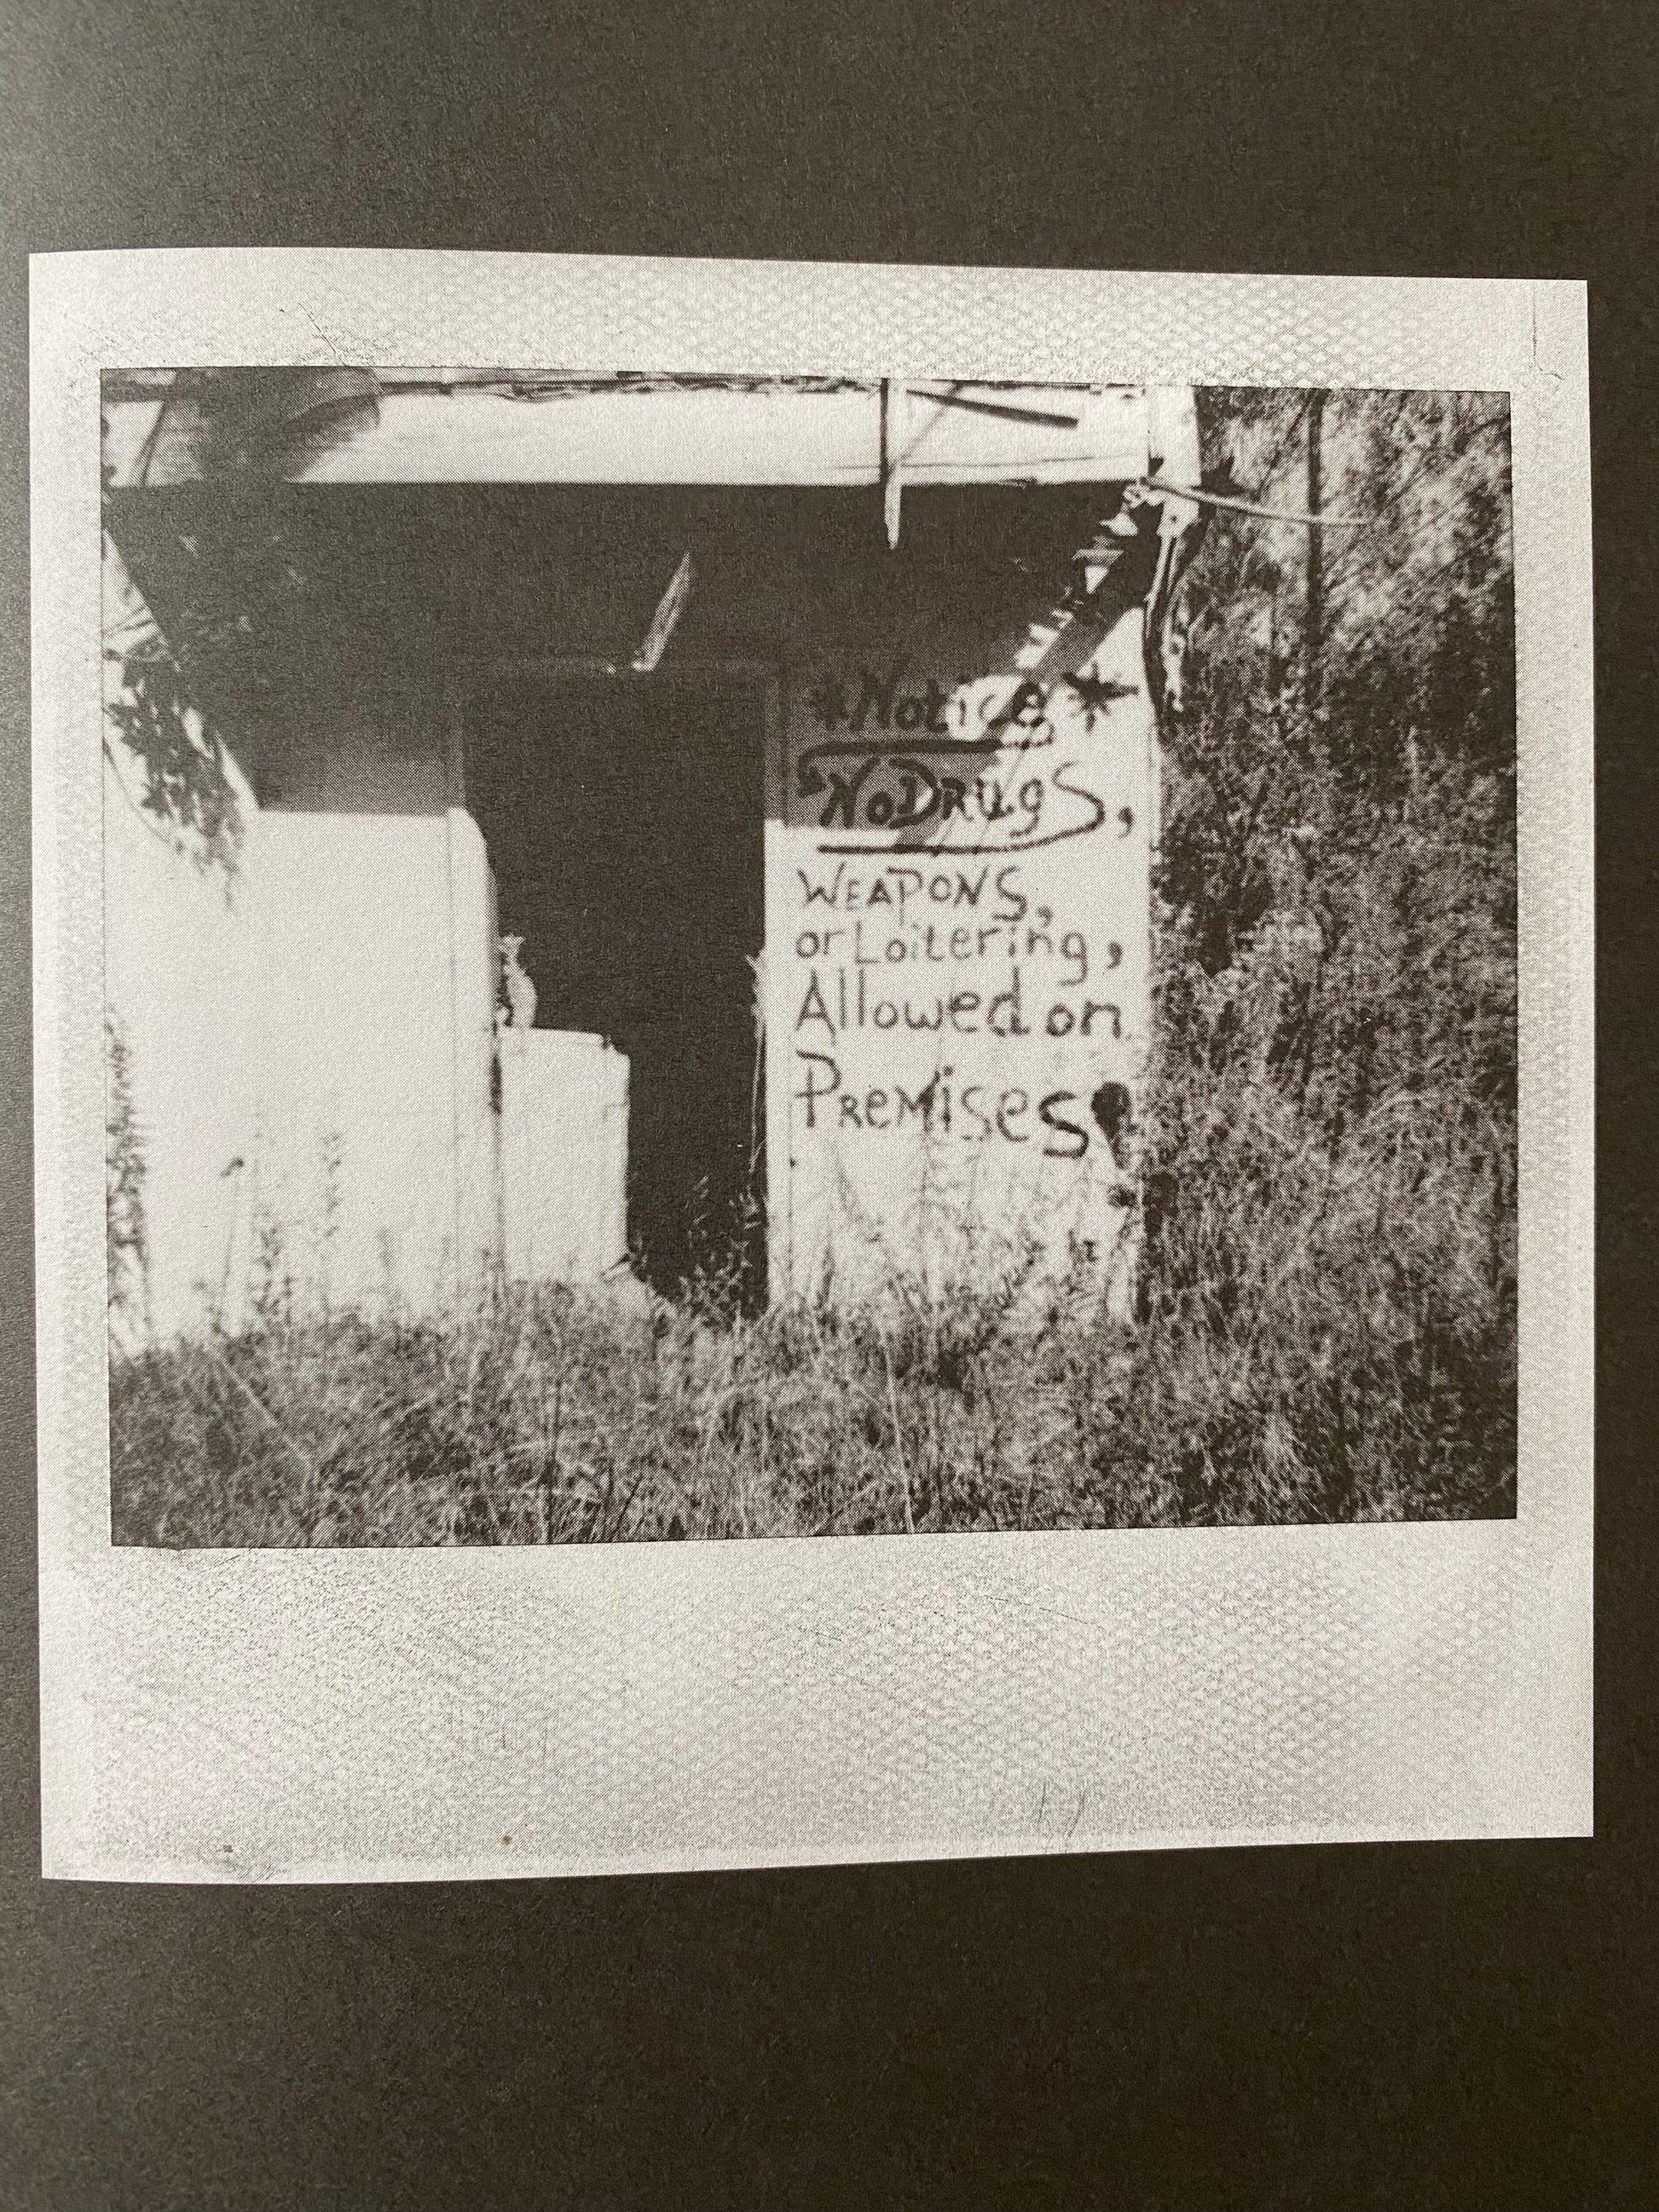 *Notice*
"No Drugs,
WEAPONS,
or Loitering,
Allowed on
Premises